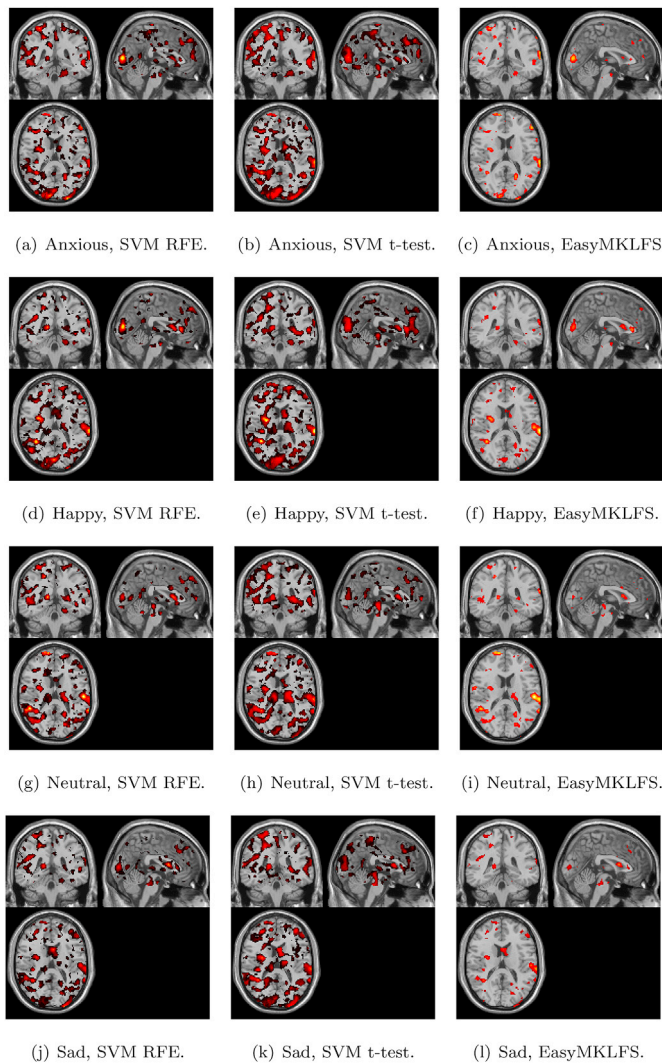 (a) Anxious, SVM RFE. (b) Anxious, SVM t-test. (c) Anxious, EasyMKLFS
(d) Happy, SVM RFE. (e) Happy, SVM t-test. (f) Happy, EasyMKLFS.
(g) Neutral, SVM RFE. (h) Neutral, SVM t-test. (i) Neutral, EasyMKLFS.
(j) Sad, SVM RFE. (k) Sad, SVM t-test. (l) Sad, EasyMKLFS.